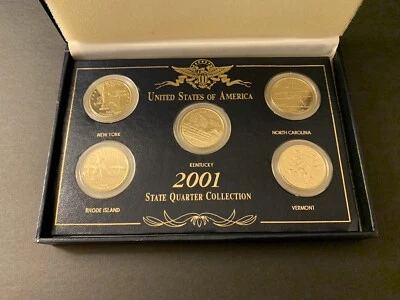 United States of America
NEW YORK
NORTH CAROLINA
KENTUCKY
RHODE ISLAND
VERMONT
2001
State Quarter Collection